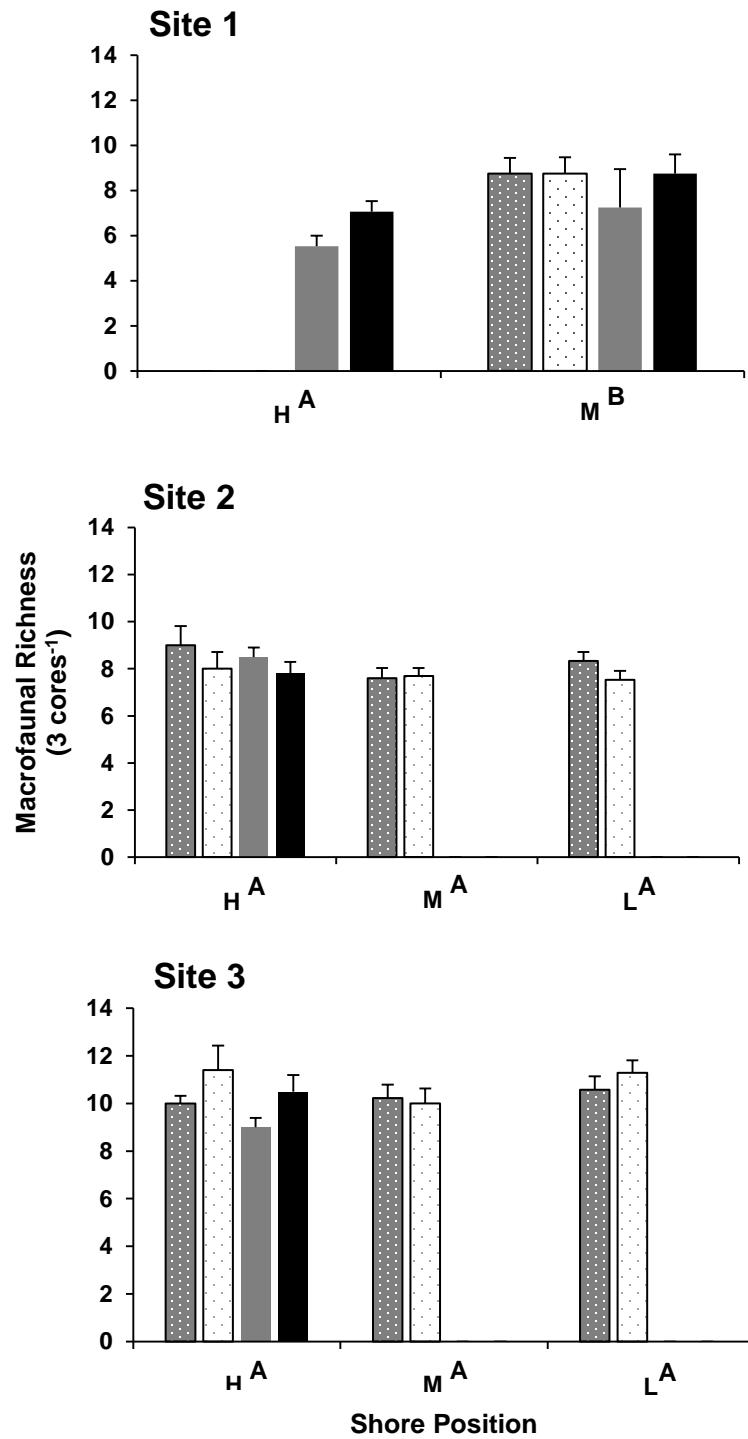 Site 1
14
12
10
8
6
4
2
0
H A
M B
Site 2
Macrofaunal Richness
(3 cores-1)
14
12
10
8
6
4
2
0
H A
M A
L A
Site 3
14
12
10
8
6
4
2
0
H A
M A
L A
Shore Position